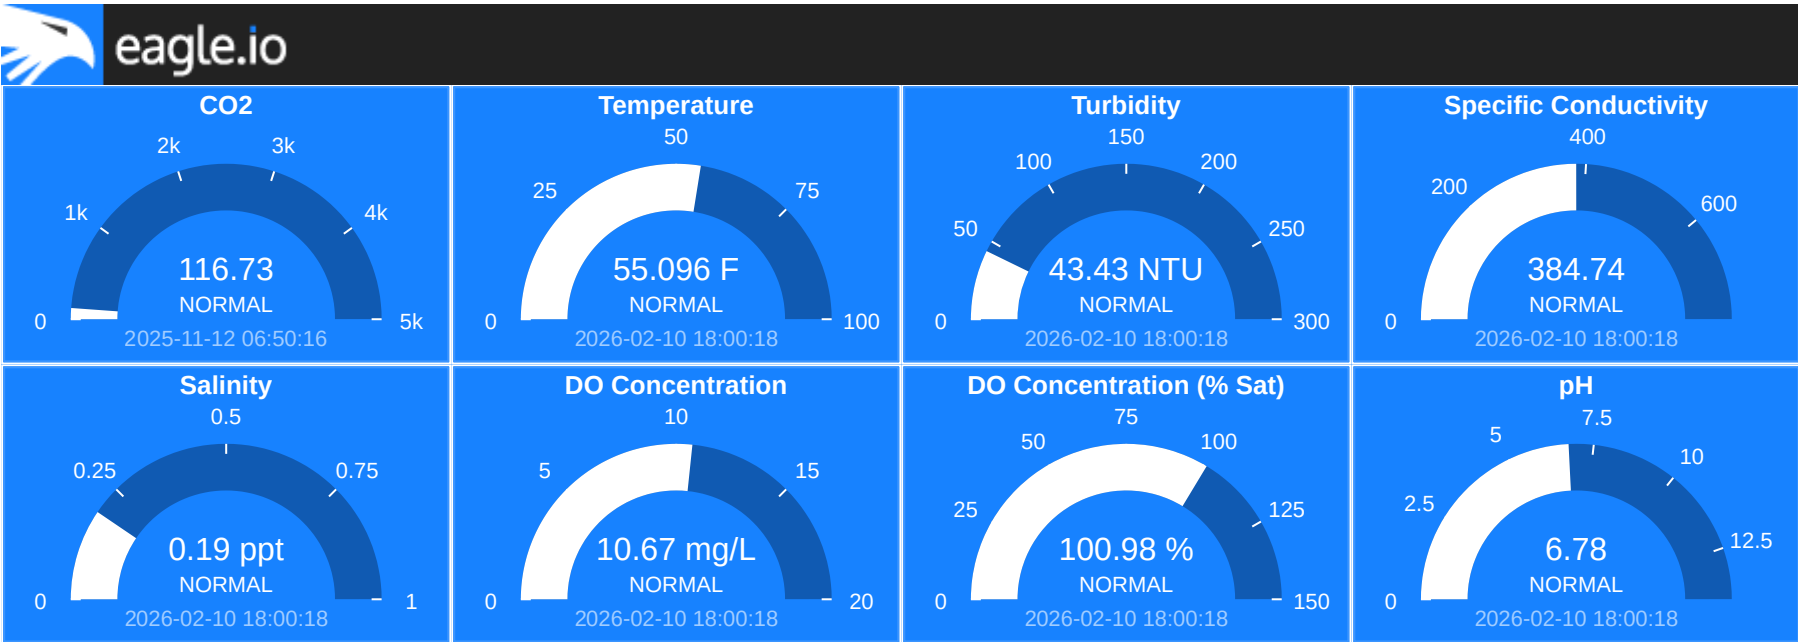 eagle.io
CO2
0
1k
2k
3k
4k
5k
116.73
NORMAL
2025-11-12 06:50:16
Temperature
0
25
50
75
100
55.096 F
NORMAL
2026-02-10 18:00:18
Turbidity
0
50
100
150
200
250
300
43.43 NTU
NORMAL
2026-02-10 18:00:18
Specific Conductivity
0
200
400
600
384.74
NORMAL
2026-02-10 18:00:18
Salinity
0
0.25
0.5
0.75
1
0.19 ppt
NORMAL
2026-02-10 18:00:18
DO Concentration
0
5
10
15
20
10.67 mg/L
NORMAL
2026-02-10 18:00:18
DO Concentration (% Sat)
0
25
50
75
100
125
150
100.98 %
NORMAL
2026-02-10 18:00:18
pH
0
2.5
5
7.5
10
12.5
6.78
NORMAL
2026-02-10 18:00:18